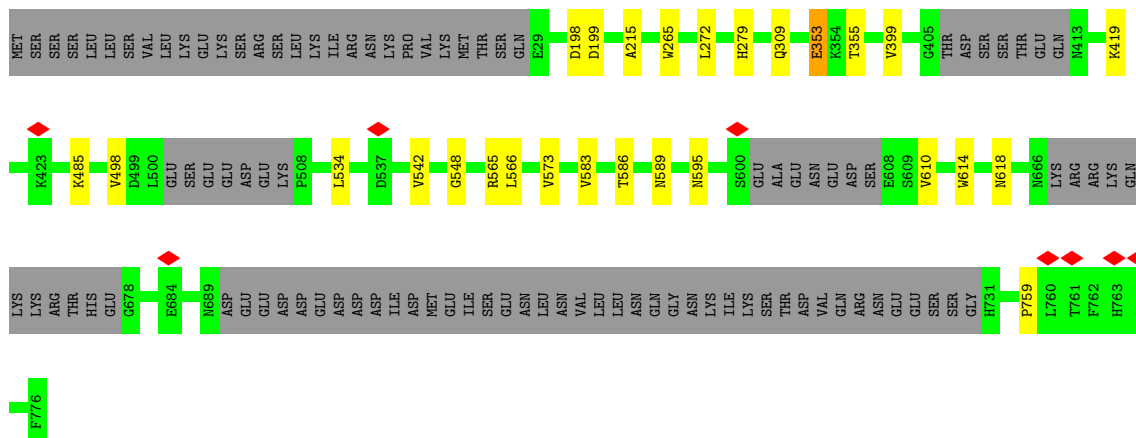 MET SER SER SER LEU LEU SER VAL LEU LYS GLU LYS SER ARG SER LEU LYS ILE ARG ASN LYS PRO VAL LYS MET THR SER GLN E29 D198 D199 A215 W265 L272 H279 Q309 E353 K354 T355 V399 G405 THR ASP SER SER THR GLU GLN N413 K419
K423 K485 V498 D499 L500 GLU SER GLU GLU ASP GLU LYS P508 L534 D537 V542 G548 R565 L566 V573 V583 T586 N589 N595 S600 GLU ALA GLU ASN GLU ASP SER E608 S609 V610 W614 N618 N666 LYS ARG ARG LYS GLN
LYS LYS ARG THR HIS GLU G678 E684 N689 ASP GLU GLU ASP ASP GLU ASP ASP ASP ILE ASP MET GLU ILE SER GLU ASN LEU ASN VAL LEU LEU ASN GLN GLY ASN LYS ILE LYS SER THR ASP VAL GLN ARG ASN GLU GLU SER SER GLY H731 P759 L760 T761 F762 H763
F776